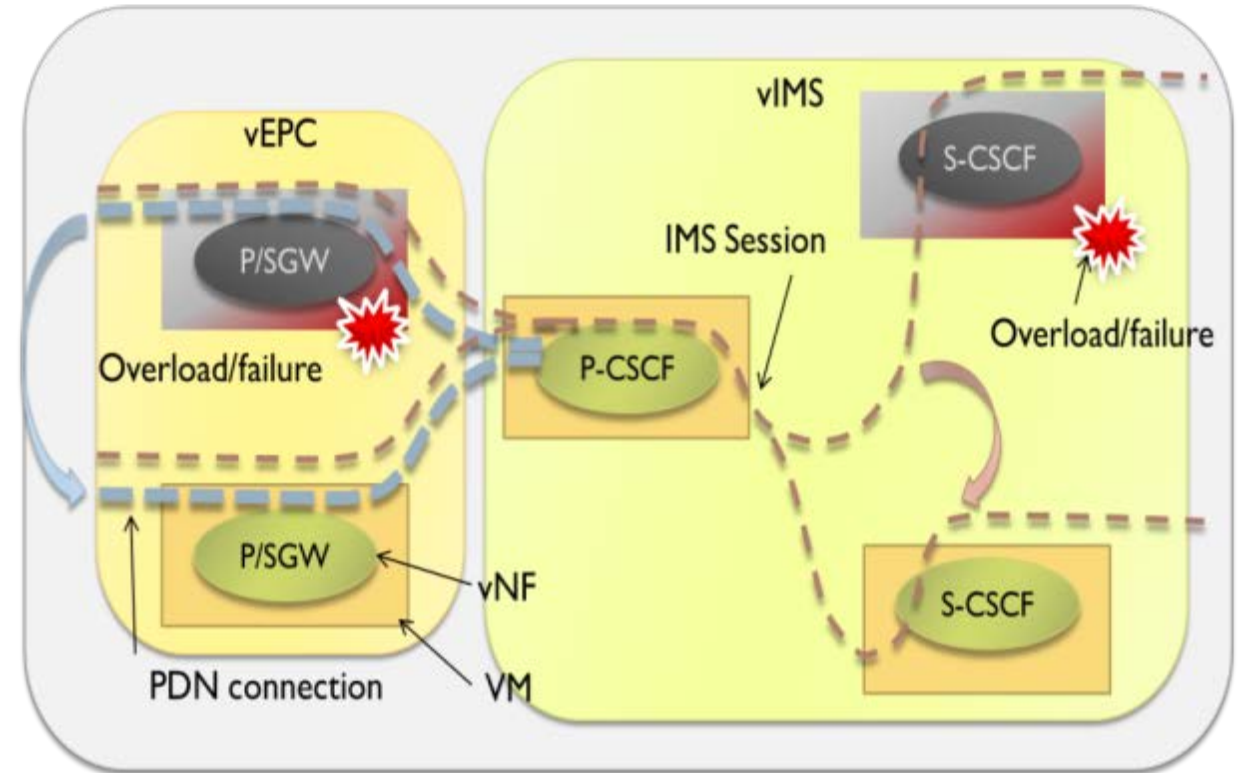 vEPC
vIMS
S-CSCF
P/SGW
IMS Session
Overload/failure
Overload/failure
P-CSCF
P/SGW
vNF
S-CSCF
PDN connection
VM